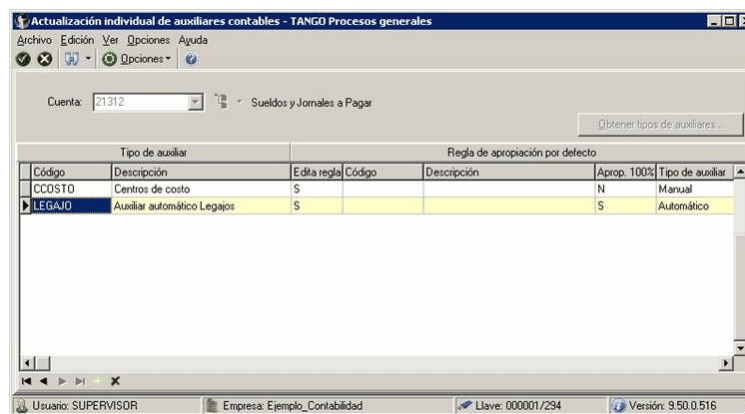 Actualización individual de auxiliares contables - TANGO Procesos generales
Archivo Edición Ver Opciones Ayuda
Opciones
Cuenta: 21312 Sueldos y Jornales a Pagar
Obtener tipos de auxiliares...
Tipo de auxiliar Regla de apropiación por defecto
Código Descripción Edita regla Código Descripción Aprop. 100% Tipo de auxiliar
CCOSTO Centros de costo S N Manual
LEGAJO Auxiliar automático Legajos S S Automático
Usuario: SUPERVISOR Empresa: Ejemplo_Contabilidad Llave: 000001/294 Versión: 9.50.0.516